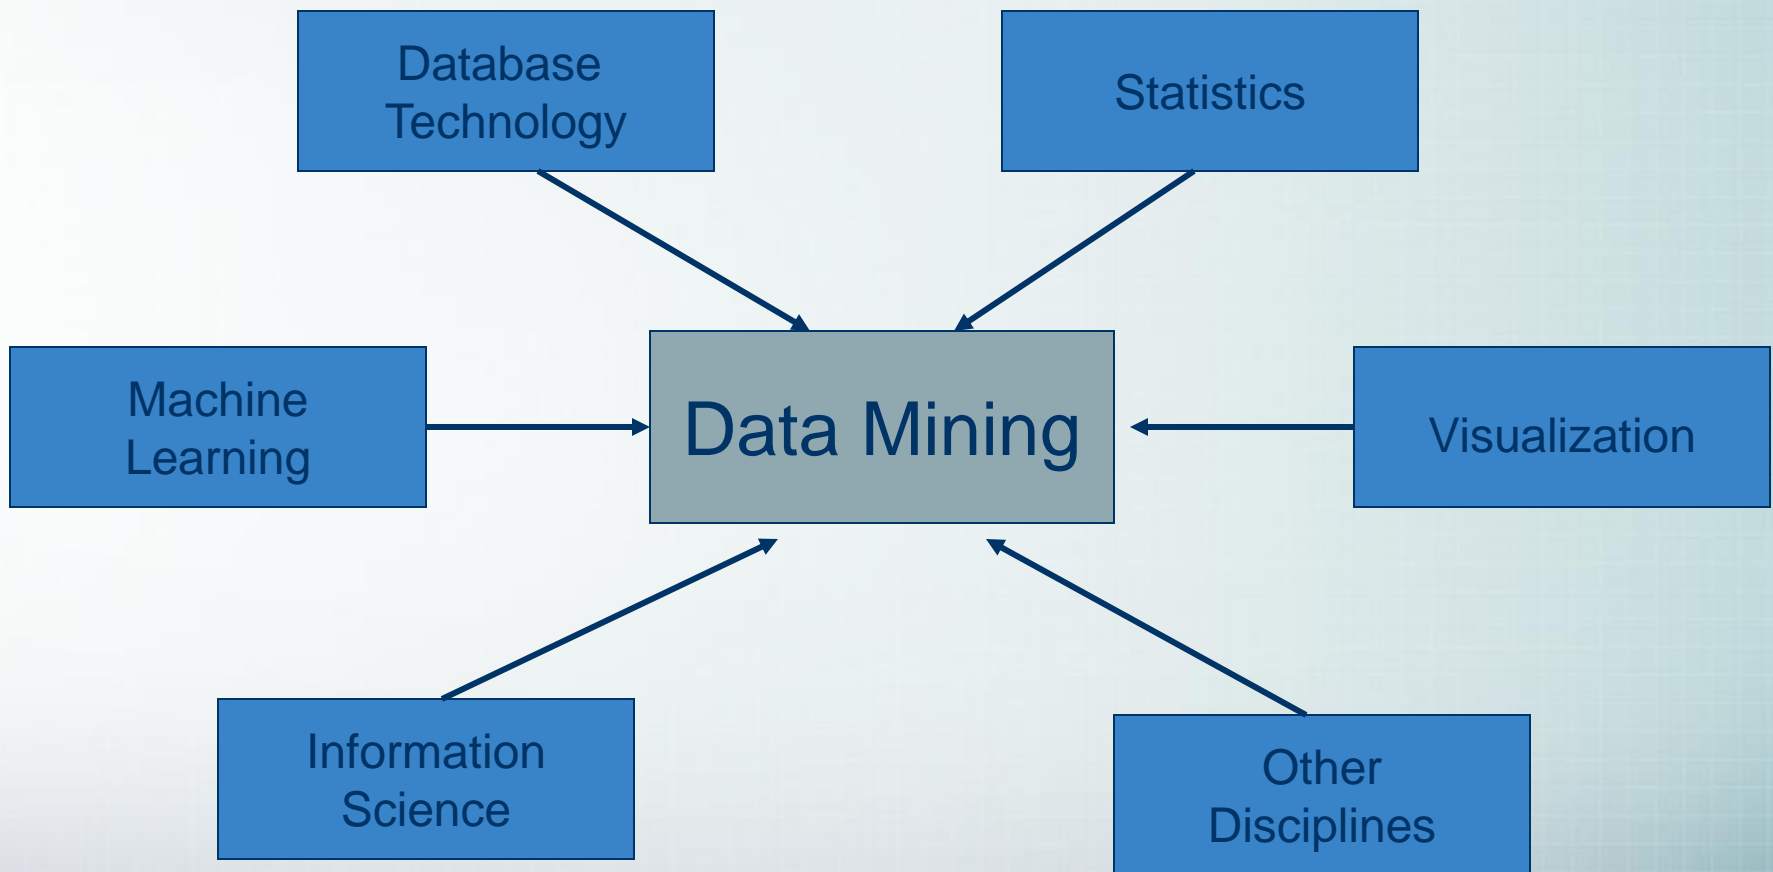 Database
Technology
Statistics
Machine
Learning
Data Mining
Visualization
Information
Science
Other
Disciplines